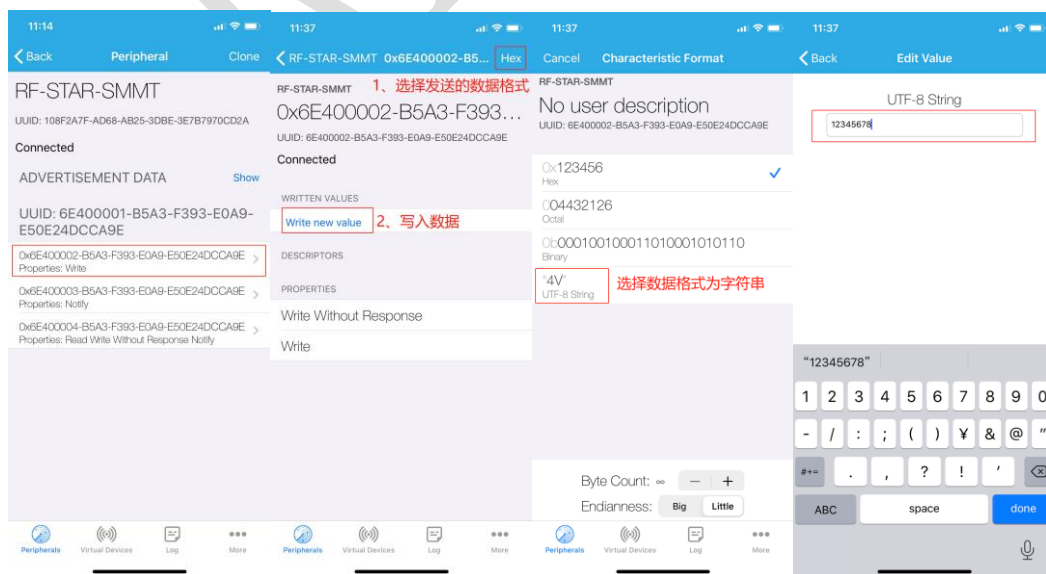 11:14
Back
Peripheral
Clone
RF-STAR-SMMT
UUID: 108F2A7F-AD68-AB25-3DBE-3E7B7970CD2A
Connected
ADVERTISEMENT DATA
Show
UUID: 6E400001-B5A3-F393-E0A9-
E50E24DCCA9E
0x6E400002-B5A3-F393-E0A9-E50E24DCCA9E
Properties: Write
0x6E400003-B5A3-F393-E0A9-E50E24DCCA9E
Properties: Notify
0x6E400004-B5A3-F393-E0A9-E50E24DCCA9E
Properties: Read Write Without Response Notify
Peripherals
Virtual Devices
Log
More
11:37
RF-STAR-SMMT
0x6E400002-B5...
Hex
RF-STAR-SMMT
1、选择发送的数据格式
0x6E400002-B5A3-F393...
UUID: 6E400002-B5A3-F393-E0A9-E50E24DCCA9E
Connected
WRITTEN VALUES
Write new value
2、写入数据
DESCRIPTORS
PROPERTIES
Write Without Response
Write
Peripherals
Virtual Devices
Log
More
11:37
Cancel
Characteristic Format
RF-STAR-SMMT
No user description
UUID: 6E400002-B5A3-F393-E0A9-E50E24DCCA9E
0x123456
Hex
004432126
Octal
0b000100100011010001010110
Binary
"4V"
UTF-8 String
选择数据格式为字符串
Byte Count: ∞
− +
Endianness:
Big
Little
Peripherals
Virtual Devices
Log
More
11:37
Back
Edit Value
UTF-8 String
12345678
"12345678"
1 2 3 4 5 6 7 8 9 0
- / : ; ( ) ¥ & @ "
#+= . , ? ! '
ABC
space
done